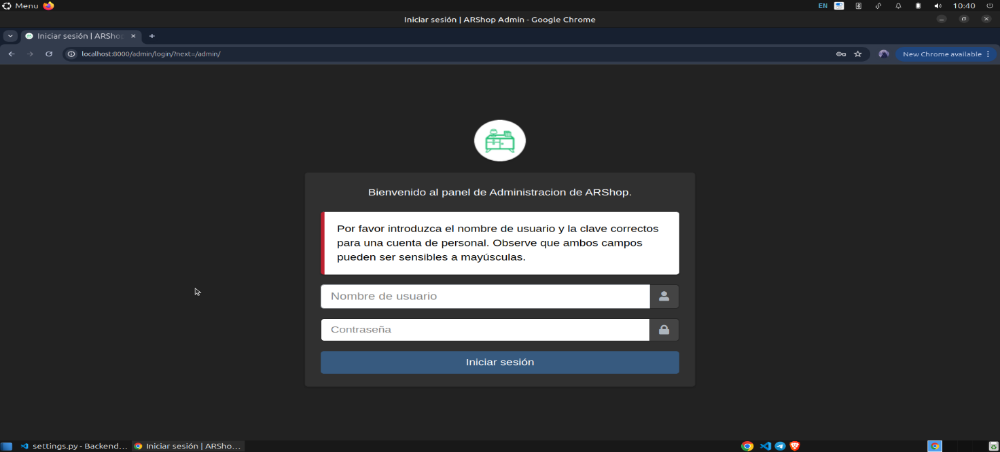 Menu
EN
10:40
Iniciar sesión | ARShop Admin - Google Chrome
Iniciar sesión | ARShop
localhost:8000/admin/login/?next=/admin/
New Chrome available
Bienvenido al panel de Administracion de ARShop.
Por favor introduzca el nombre de usuario y la clave correctos
para una cuenta de personal. Observe que ambos campos
pueden ser sensibles a mayúsculas.
Nombre de usuario
Contraseña
Iniciar sesión
settings.py - Backend...
Iniciar sesión | ARSho...